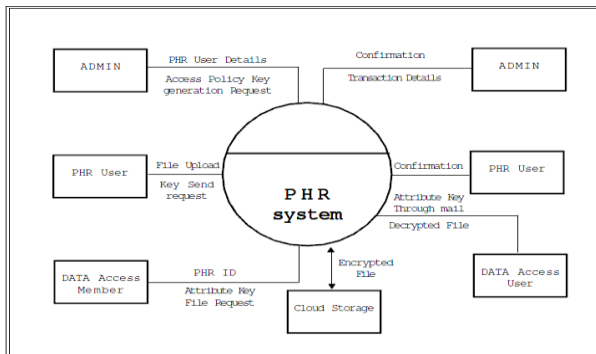 ADMIN
PHR User Details
Access Policy Key
generation Request
Confirmation
Transaction Details
ADMIN
PHR User
File Upload
Key Send
request
PHR
system
Confirmation
PHR User
Attribute Key
Through mail
Decrypted File
DATA Access
Member
PHR ID
Attribute Key
File Request
Encrypted
File
Cloud Storage
DATA Access
User